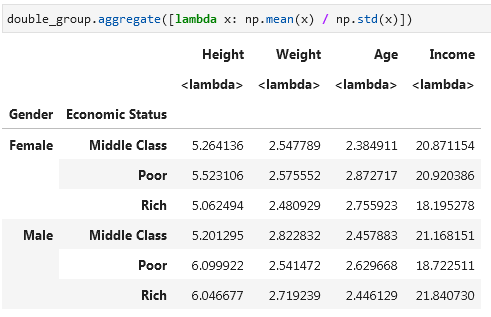 double_group.aggregate([lambda x: np.mean(x) / np.std(x)])
Height Weight Age Income
<lambda> <lambda> <lambda> <lambda>
Gender Economic Status
Female Middle Class 5.264136 2.547789 2.384911 20.871154
Poor 5.523106 2.575552 2.872717 20.920386
Rich 5.062494 2.480929 2.755923 18.195278
Male Middle Class 5.201295 2.822832 2.457883 21.168151
Poor 6.099922 2.541472 2.629668 18.722511
Rich 6.046677 2.719239 2.446129 21.840730